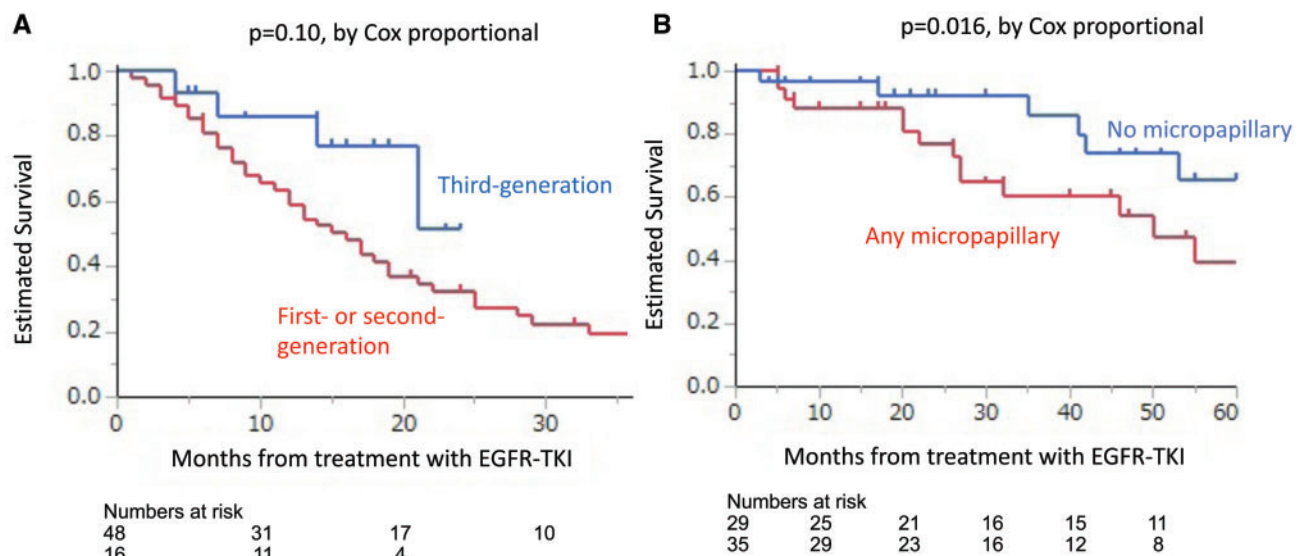 A
p=0.10, by Cox proportional
1.0
0.8
0.6
0.4
0.2
0.0
Estimated Survival
Third-generation
First- or second-
generation
0 10 20 30
Months from treatment with EGFR-TKI
Numbers at risk
48 31 17 10
16 11 4
B
p=0.016, by Cox proportional
1.0
0.8
0.6
0.4
0.2
0.0
Estimated Survival
No micropapillary
Any micropapillary
0 10 20 30 40 50 60
Months from treatment with EGFR-TKI
Numbers at risk
29 25 21 16 15 11
35 29 23 16 12 8